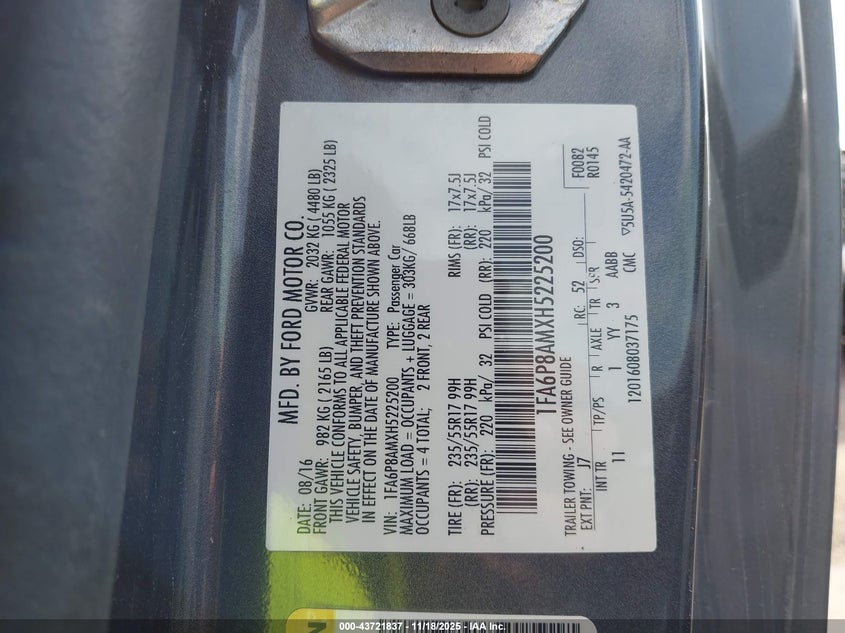 MFD. BY FORD MOTOR CO.
DATE: 08/16 GVWR: 2032 KG ( 4480 LB)
FRONT GAWR: 982 KG ( 2165 LB) REAR GAWR: 1055 KG ( 2325 LB)
THIS VEHICLE CONFORMS TO ALL APPLICABLE FEDERAL MOTOR
VEHICLE SAFETY, BUMPER, AND THEFT PREVENTION STANDARDS
IN EFFECT ON THE DATE OF MANUFACTURE SHOWN ABOVE.
VIN: 1FA6P8AMXH5225200 TYPE: Passenger Car
MAXIMUM LOAD = OCCUPANTS + LUGGAGE = 303KG/ 668LB
OCCUPANTS = 4 TOTAL; 2 FRONT, 2 REAR
TIRE (FR): 235/55R17 99H RIMS (FR): 17x7.5J
(RR): 235/55R17 99H (RR): 17x7.5J
PRESSURE (FR): 220 kPa/ 32 PSI COLD (RR): 220 kPa/ 32 PSI COLD
1FA6P8AMXH5225200
TRAILER TOWING - SEE OWNER GUIDE F0082
EXT PMT: J7 RC: 52 DSO: R0145
INT TR TP/PS R AXLE TR SPR
11 1 YY 3 AABB
1201608037175 CMC ▽5U5A-5420472-AA
N
000-43721837 - 11/18/2025 - IAA Inc.